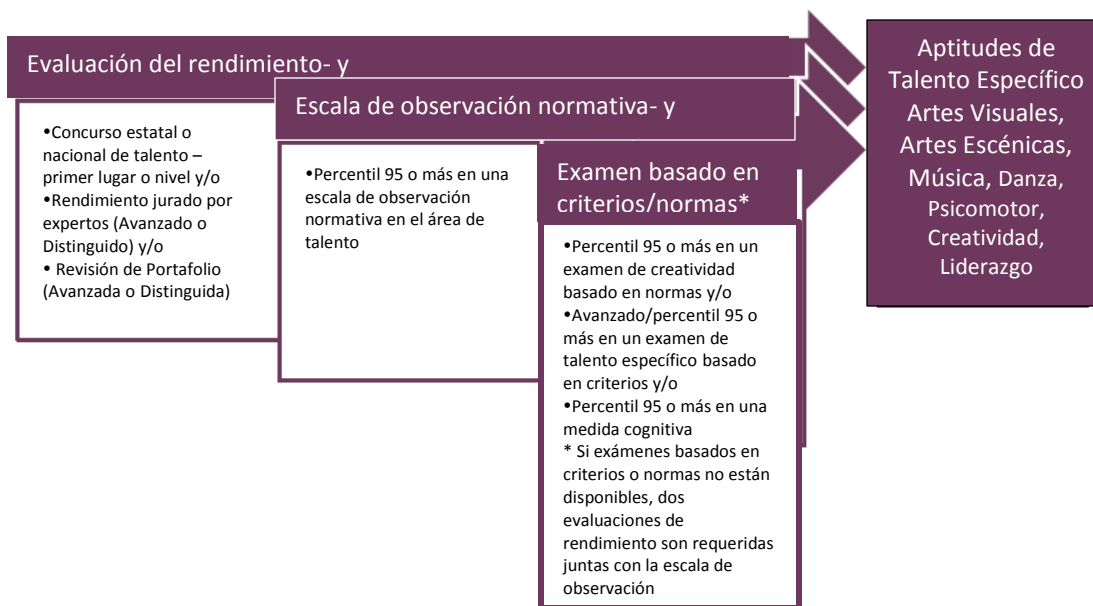 Evaluación del rendimiento- y
•Concurso estatal o
nacional de talento –
primer lugar o nivel y/o
•Rendimiento jurado por
expertos (Avanzado o
Distinguido) y/o
• Revisión de Portafolio
(Avanzada o Distinguida)
Escala de observación normativa- y
•Percentil 95 o más en una
escala de observación
normativa en el área de
talento
Examen basado en
criterios/normas*
•Percentil 95 o más en un
examen de creatividad
basado en normas y/o
•Avanzado/percentil 95 o
más en un examen de
talento específico basado
en criterios y/o
•Percentil 95 o más en una
medida cognitiva
* Si exámenes basados en
criterios o normas no están
disponibles, dos
evaluaciones de
rendimiento son requeridas
juntas con la escala de
observación
Aptitudes de
Talento Específico
Artes Visuales,
Artes Escénicas,
Música, Danza,
Psicomotor,
Creatividad,
Liderazgo